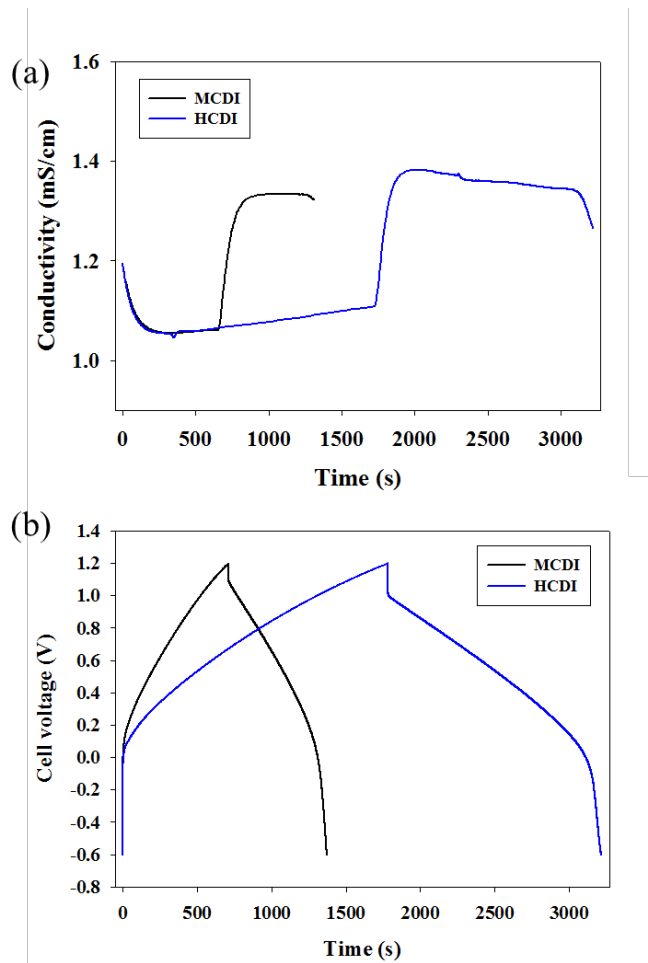 (a)
1.6
MCDI
HCDI
1.4
1.2
1.0
Conductivity (mS/cm)
0 500 1000 1500 2000 2500 3000
Time (s)
(b)
1.4
1.2
1.0
0.8
0.6
0.4
0.2
0.0
-0.2
-0.4
-0.6
-0.8
MCDI
HCDI
Cell voltage (V)
0 500 1000 1500 2000 2500 3000
Time (s)